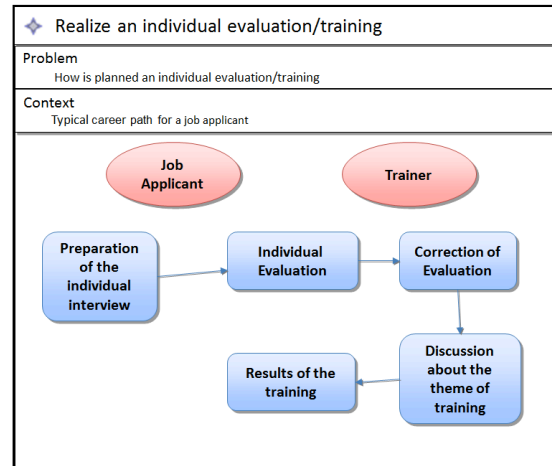 Realize an individual evaluation/training
Problem
How is planned an individual evaluation/training
Context
Typical career path for a job applicant
Job
Applicant
Trainer
Preparation
of the
individual
interview
Individual
Evaluation
Correction of
Evaluation
Results of the
training
Discussion
about the
theme of
training